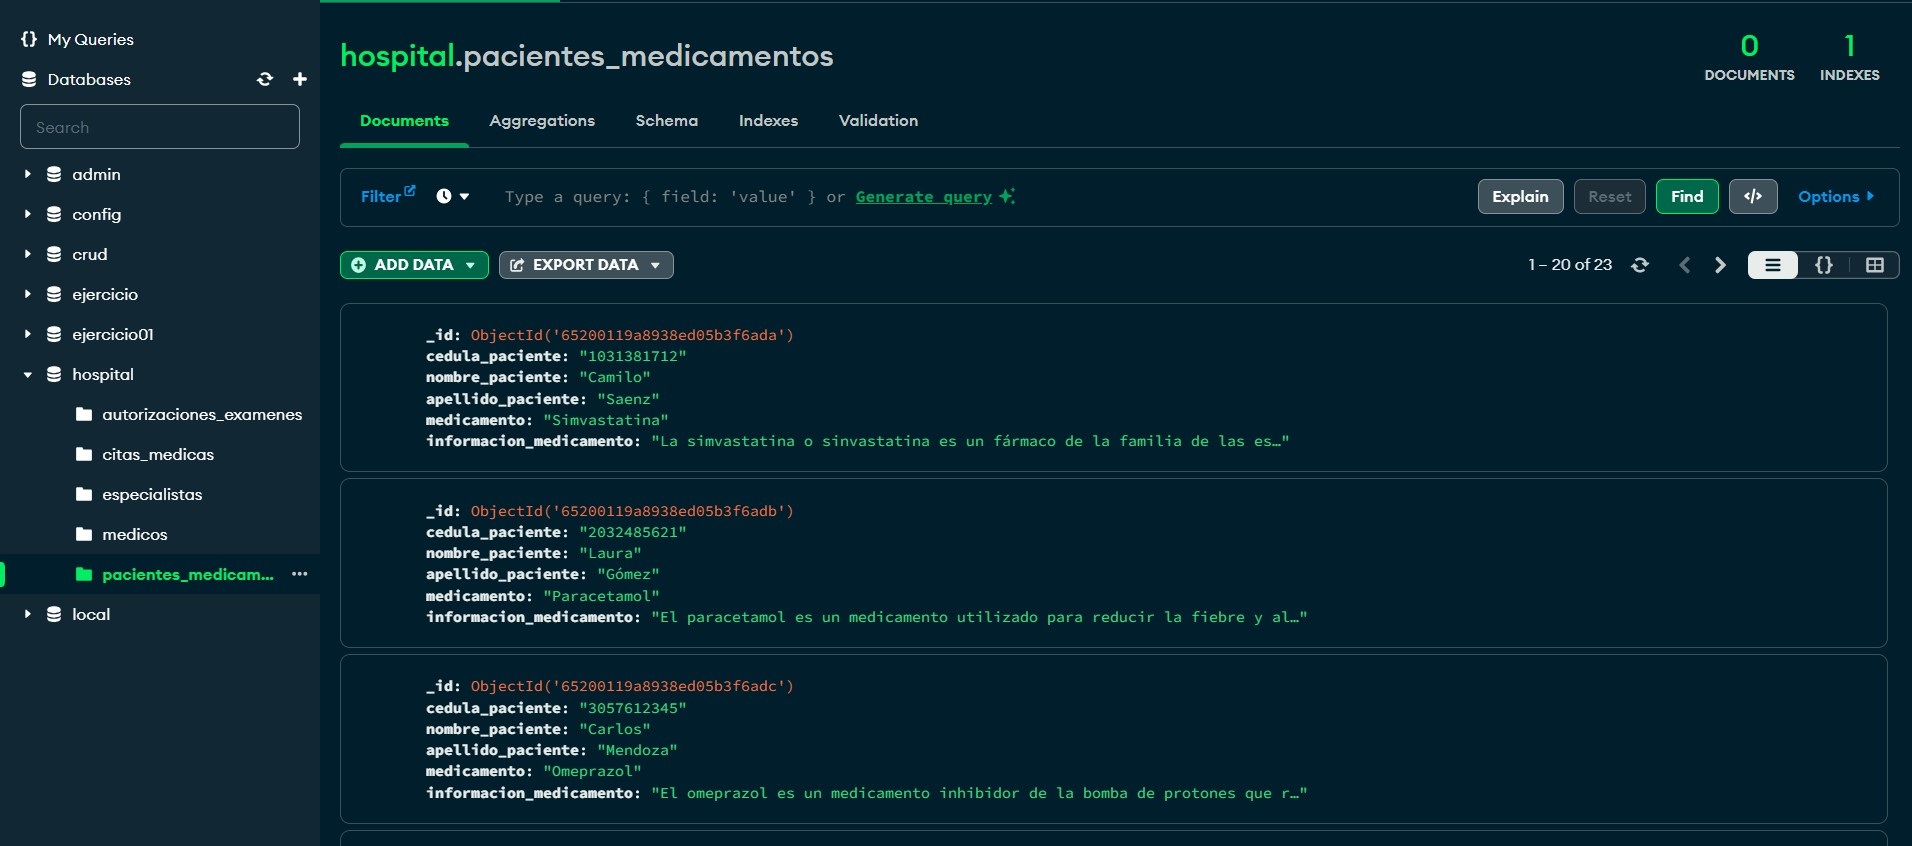 My Queries
Databases
Search
admin
config
crud
ejercicio
ejercicio01
hospital
autorizaciones_examenes
citas_medicas
especialistas
medicos
pacientes_medicam...
local
hospital.pacientes_medicamentos
0
DOCUMENTS
1
INDEXES
Documents Aggregations Schema Indexes Validation
Filter Type a query: { field: 'value' } or Generate query Explain Reset Find </> Options
ADD DATA EXPORT DATA 1 – 20 of 23 {}
_id: ObjectId('65200119a8938ed05b3f6ada')
cedula_paciente: "1031381712"
nombre_paciente: "Camilo"
apellido_paciente: "Saenz"
medicamento: "Simvastatina"
informacion_medicamento: "La simvastatina o sinvastatina es un fármaco de la familia de las es…"
_id: ObjectId('65200119a8938ed05b3f6adb')
cedula_paciente: "2032485621"
nombre_paciente: "Laura"
apellido_paciente: "Gómez"
medicamento: "Paracetamol"
informacion_medicamento: "El paracetamol es un medicamento utilizado para reducir la fiebre y al…"
_id: ObjectId('65200119a8938ed05b3f6adc')
cedula_paciente: "3057612345"
nombre_paciente: "Carlos"
apellido_paciente: "Mendoza"
medicamento: "Omeprazol"
informacion_medicamento: "El omeprazol es un medicamento inhibidor de la bomba de protones que r…"